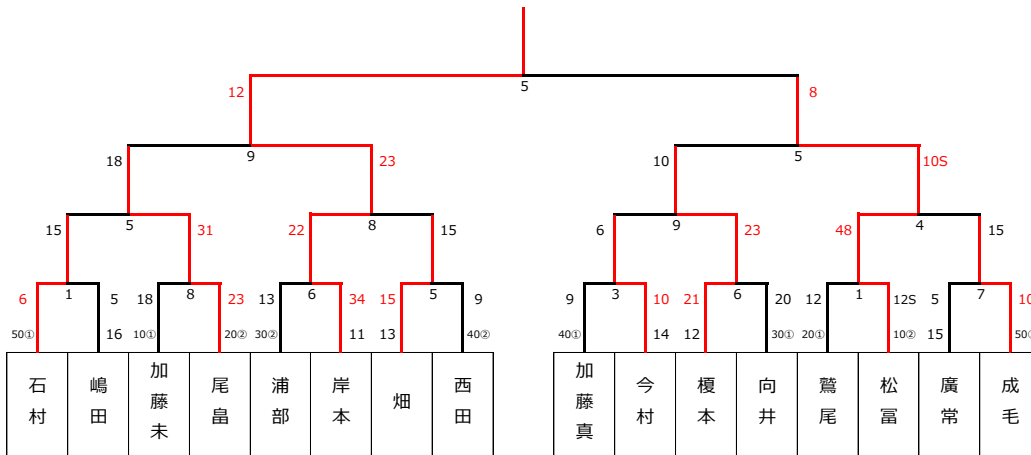 5
12 8
18 9 23 10 5 10S
15 5 31 22 8 15 6 9 23 48 4 15
6 1 5 18 8 23 13 6 34 15 5 9 9 3 10 21 6 20 12 1 12S 5 7 10
50① 16 10① 20② 30② 11 13 40② 40① 14 12 30① 20① 10② 15 50
石村 嶋田 加藤未 尾畠 浦部 岸本 畑 西田 加藤真 今村 榎本 向井 鷲尾 松冨 廣常 成毛